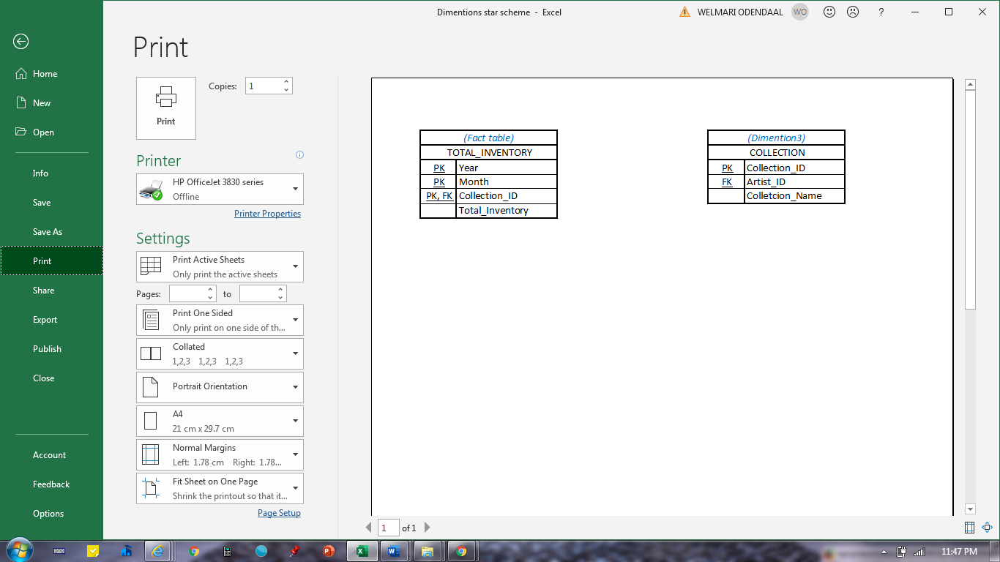 Dimentions star scheme - Excel
WELMARI ODENDAAL
WO
?
Home
New
Open
Info
Save
Save As
Print
Share
Export
Publish
Close
Account
Feedback
Options
Print
Print
Copies: 1
Printer
HP OfficeJet 3830 series
Offline
Printer Properties
Settings
Print Active Sheets
Only print the active sheets
Pages: to
Print One Sided
Only print on one side of th...
Collated
1,2,3 1,2,3 1,2,3
Portrait Orientation
A4
21 cm x 29.7 cm
Normal Margins
Left: 1.78 cm Right: 1.78...
Fit Sheet on One Page
Shrink the printout so that it...
Page Setup
(Fact table)
TOTAL_INVENTORY
PK Year
PK Month
PK, FK Collection_ID
Total_Inventory
(Dimention3)
COLLECTION
PK Collection_ID
FK Artist_ID
Colletcion_Name
1 of 1
11:47 PM